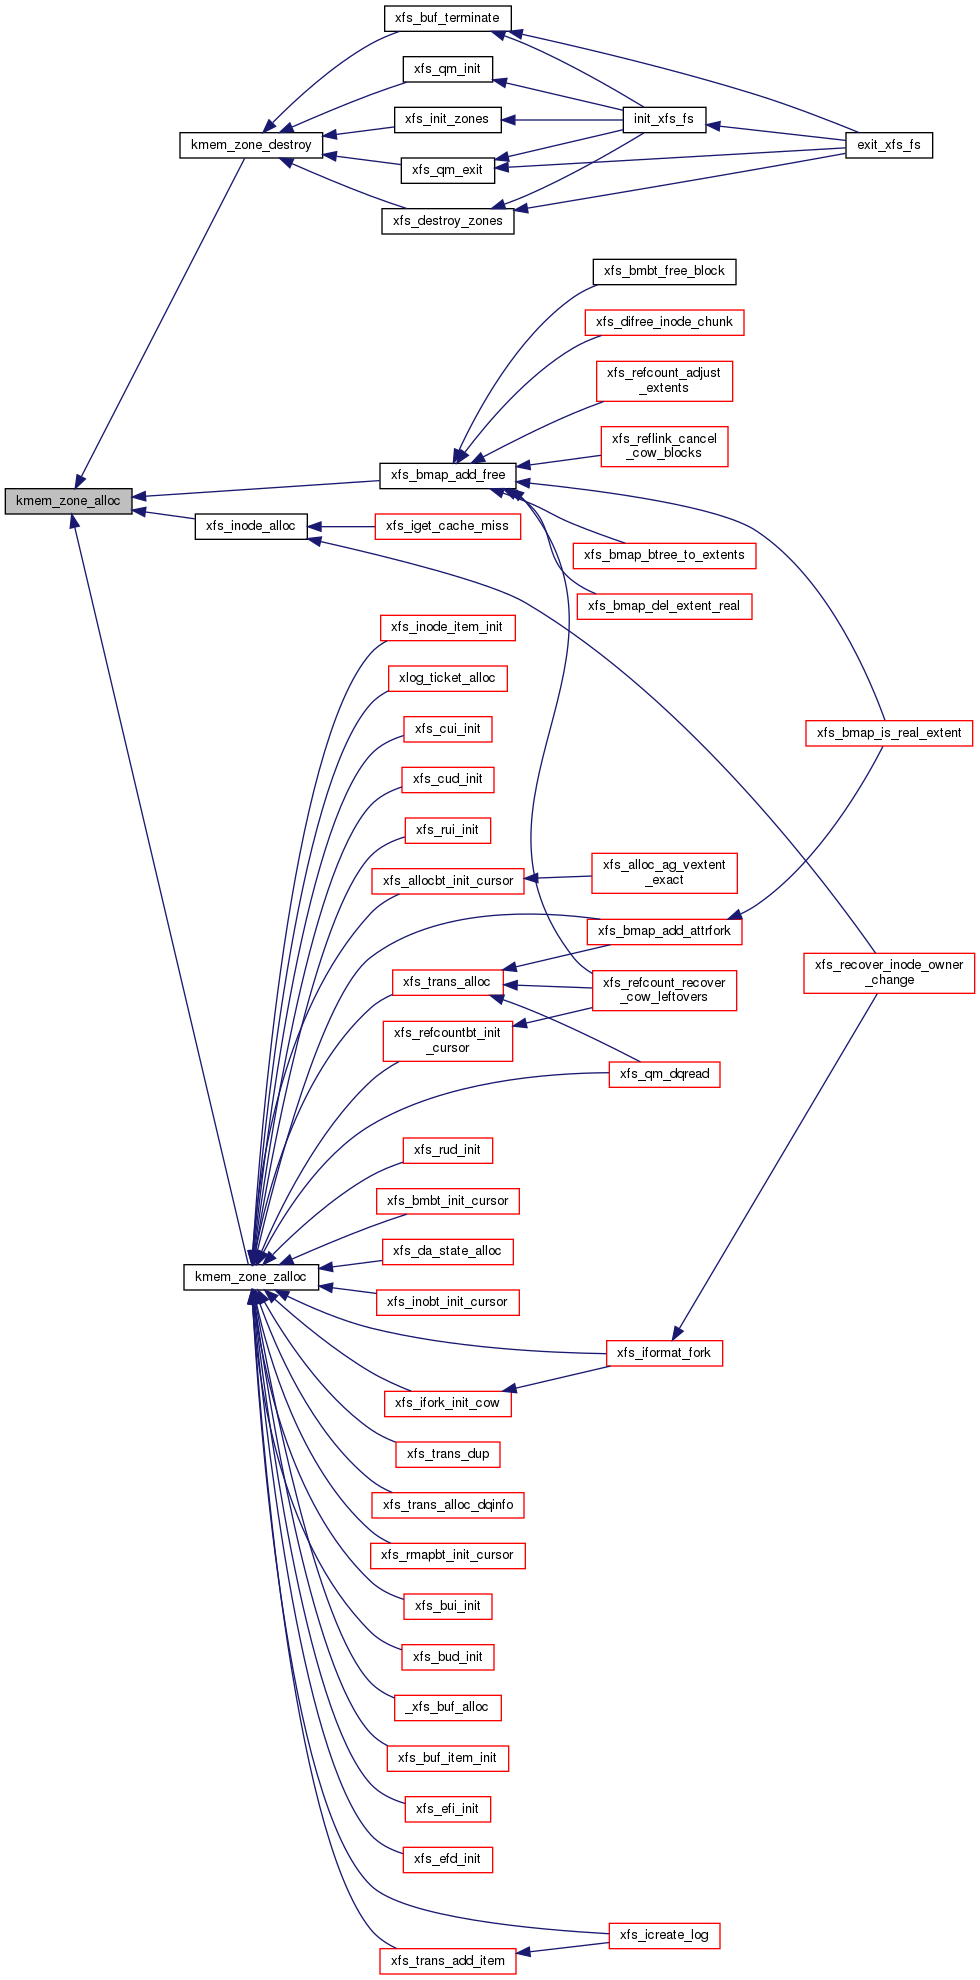 xfs_buf_terminate
xfs_qm_init
xfs_init_zones
init_xfs_fs
kmem_zone_destroy
exit_xfs_fs
xfs_qm_exit
xfs_destroy_zones
xfs_bmbt_free_block
xfs_difree_inode_chunk
xfs_refcount_adjust
_extents
xfs_reflink_cancel
_cow_blocks
xfs_bmap_add_free
kmem_zone_alloc
xfs_inode_alloc
xfs_iget_cache_miss
xfs_bmap_btree_to_extents
xfs_bmap_del_extent_real
xfs_inode_item_init
xlog_ticket_alloc
xfs_cui_init
xfs_bmap_is_real_extent
xfs_cud_init
xfs_rui_init
xfs_alloc_ag_vextent
_exact
xfs_allocbt_init_cursor
xfs_bmap_add_attrfork
xfs_recover_inode_owner
_change
xfs_trans_alloc
xfs_refcount_recover
_cow_leftovers
xfs_refcountbt_init
_cursor
xfs_qm_dqread
xfs_rud_init
xfs_bmbt_init_cursor
xfs_da_state_alloc
kmem_zone_zalloc
xfs_inobt_init_cursor
xfs_iformat_fork
xfs_ifork_init_cow
xfs_trans_dup
xfs_trans_alloc_dqinfo
xfs_rmapbt_init_cursor
xfs_bui_init
xfs_bud_init
_xfs_buf_alloc
xfs_buf_item_init
xfs_efi_init
xfs_efd_init
xfs_icreate_log
xfs_trans_add_item